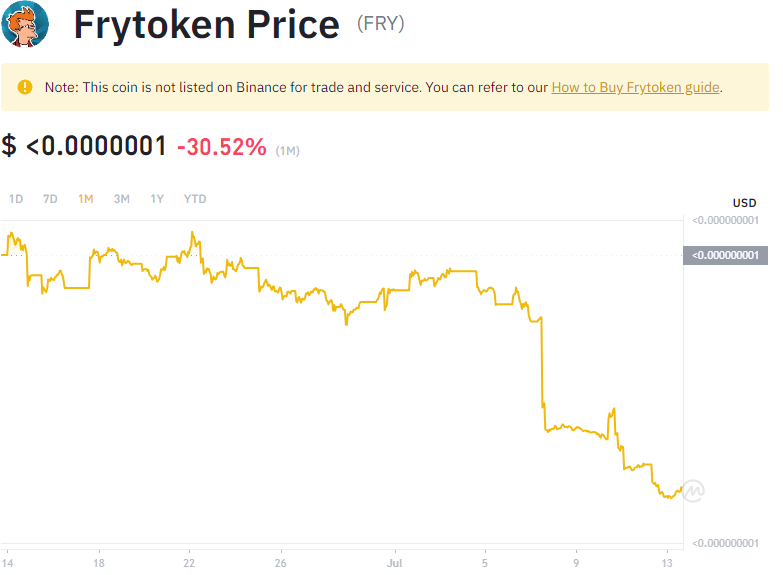 Frytoken Price (FRY)
Note: This coin is not listed on Binance for trade and service. You can refer to our How to Buy Frytoken guide.
$ <0.0000001 -30.52% (1M)
1D 7D 1M 3M 1Y YTD
USD
<0.000000001
<0.000000001
<0.000000001
14 18 22 26 Jul 5 9 13